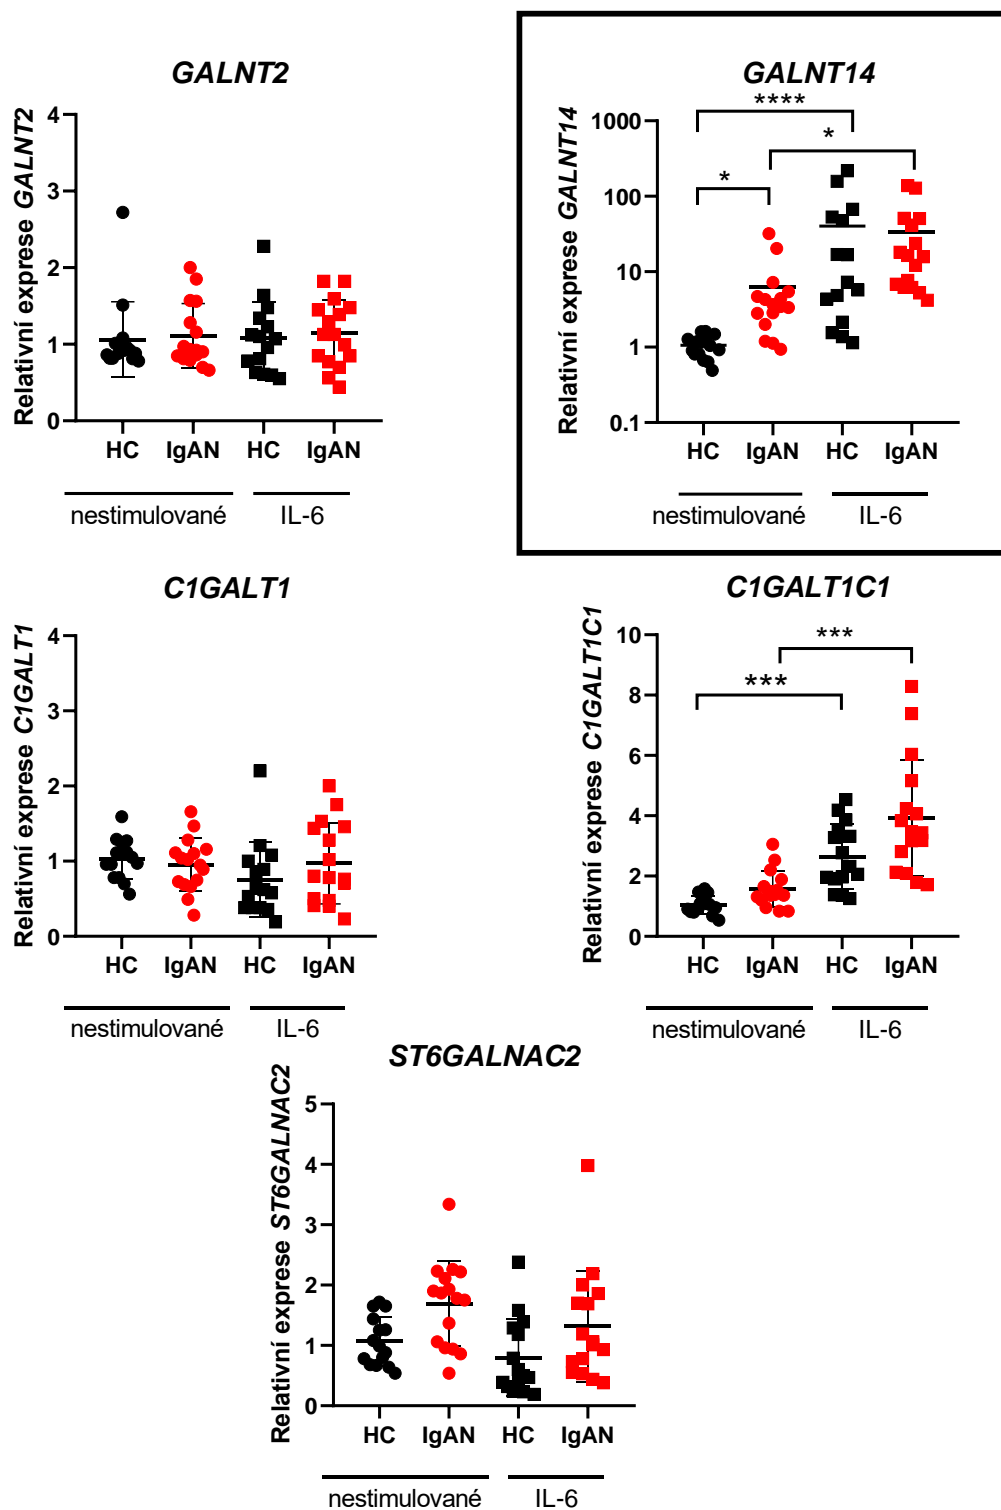 GALNT2
Relativní exprese GALNT2
4
3
2
1
0
HC IgAN HC IgAN
nestimulované IL-6
GALNT14
Relativní exprese GALNT14
1000
100
10
1
0.1
****
*
*
HC IgAN HC IgAN
nestimulované IL-6
C1GALT1
Relativní exprese C1GALT1
4
3
2
1
0
HC IgAN HC IgAN
nestimulované IL-6
C1GALT1C1
Relativní exprese C1GALT1C1
10
8
6
4
2
0
***
***
HC IgAN HC IgAN
nestimulované IL-6
ST6GALNAC2
Relativní exprese ST6GALNAC2
5
4
3
2
1
0
HC IgAN HC IgAN
nestimulované IL-6